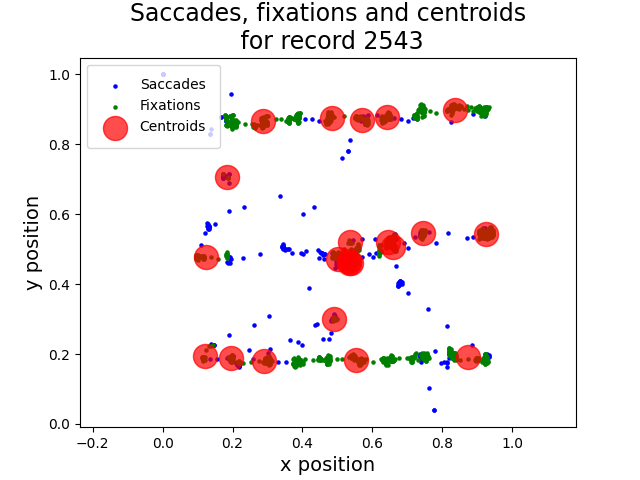 Saccades, fixations and centroids
for record 2543
Saccades
Fixations
Centroids
1.0
0.8
0.6
0.4
0.2
0.0
y position
−0.2
0.0
0.2
0.4
0.6
0.8
1.0
x position